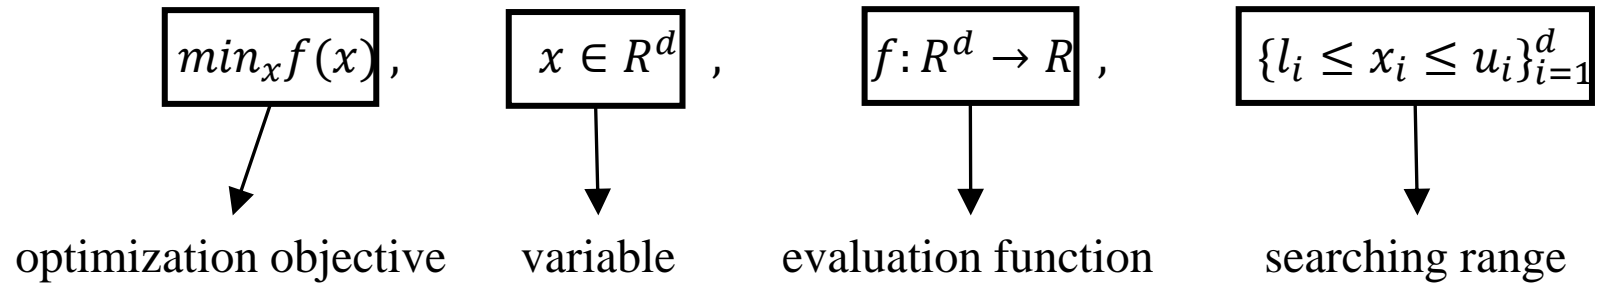 min_x f(x) , x ∈ R^d , f: R^d → R , {l_i ≤ x_i ≤ u_i}_{i=1}^d
optimization objective variable evaluation function searching range